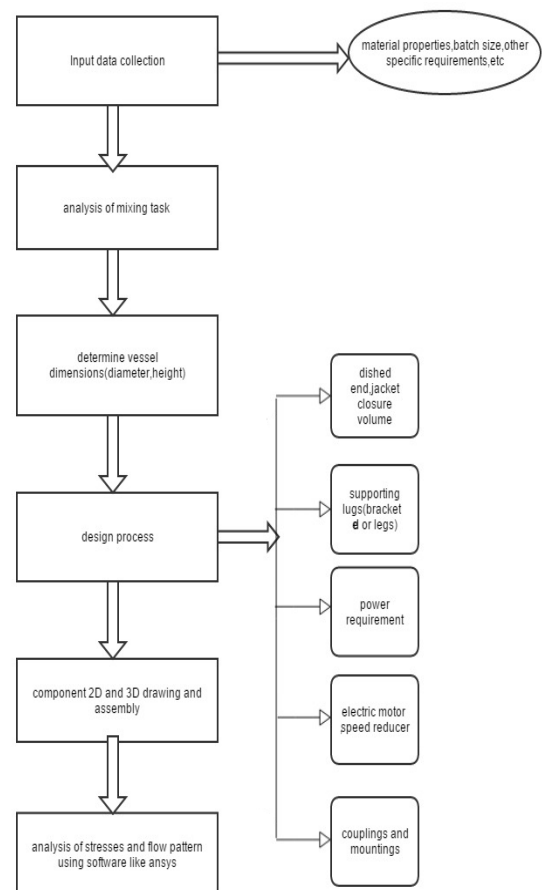 Input data collection
material properties,batch size,other
specific requirements,etc
analysis of mixing task
determine vessel
dimensions(diameter,height)
design process
dished
end,jacket
closure
volume
supporting
lugs(bracket
ed or legs)
power
requirement
electric motor
,speed reducer
couplings and
mountings
component 2D and 3D drawing and
assembly
analysis of stresses and flow pattern
using software like ansys